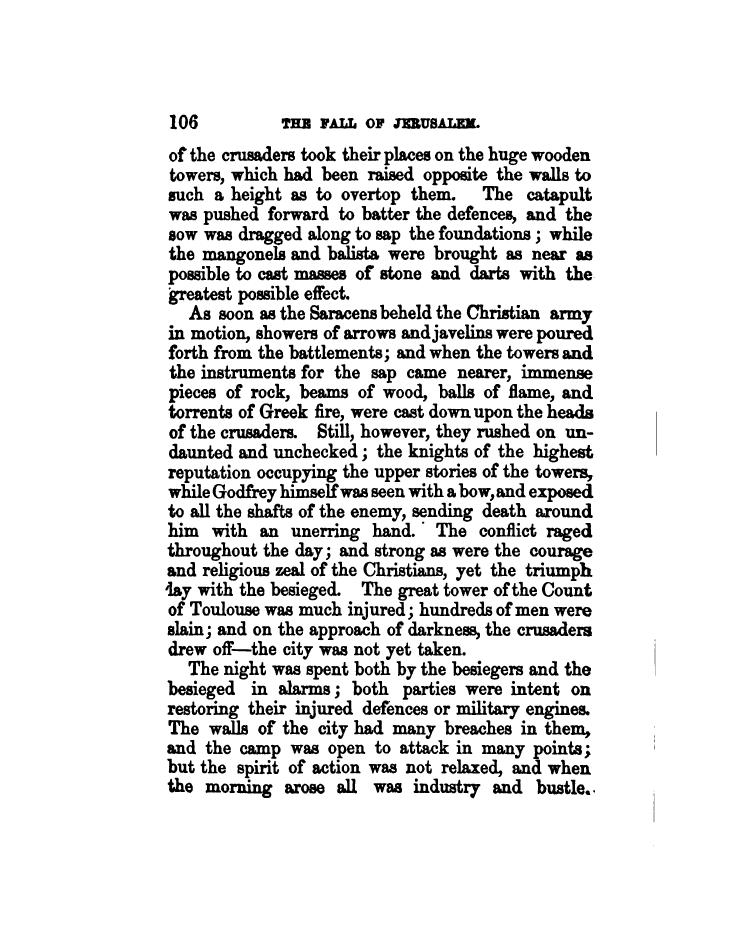 106 THE FALL OF JERUSALEM.
of the crusaders took their places on the huge wooden
towers, which had been raised opposite the walls to
such a height as to overtop them. The catapult
was pushed forward to batter the defences, and the
sow was dragged along to sap the foundations; while
the mangonels and balista were brought as near as
possible to cast masses of stone and darts with the
greatest possible effect.
As soon as the Saracens beheld the Christian army
in motion, showers of arrows and javelins were poured
forth from the battlements; and when the towers and
the instruments for the sap came nearer, immense
pieces of rock, beams of wood, balls of flame, and
torrents of Greek fire, were cast down upon the heads
of the crusaders. Still, however, they rushed on un-
daunted and unchecked; the knights of the highest
reputation occupying the upper stories of the towers,
while Godfrey himself was seen with a bow, and exposed
to all the shafts of the enemy, sending death around
him with an unerring hand. The conflict raged
throughout the day; and strong as were the courage
and religious zeal of the Christians, yet the triumph
lay with the besieged. The great tower of the Count
of Toulouse was much injured; hundreds of men were
slain; and on the approach of darkness, the crusaders
drew off—the city was not yet taken.
The night was spent both by the besiegers and the
besieged in alarms; both parties were intent on
restoring their injured defences or military engines.
The walls of the city had many breaches in them,
and the camp was open to attack in many points;
but the spirit of action was not relaxed, and when
the morning arose all was industry and bustle.